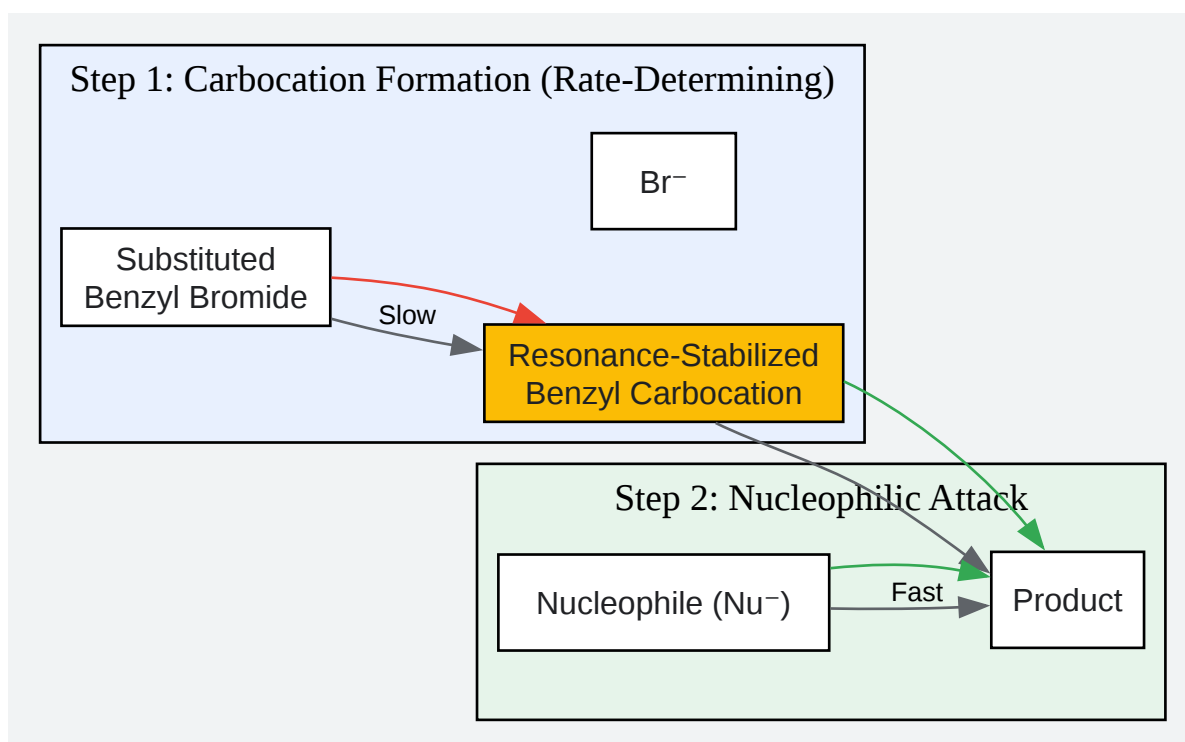 Step 1: Carbocation Formation (Rate-Determining)
Br⁻
Substituted
Benzyl Bromide
Slow
Resonance-Stabilized
Benzyl Carbocation
Step 2: Nucleophilic Attack
Nucleophile (Nu⁻)
Fast
Product